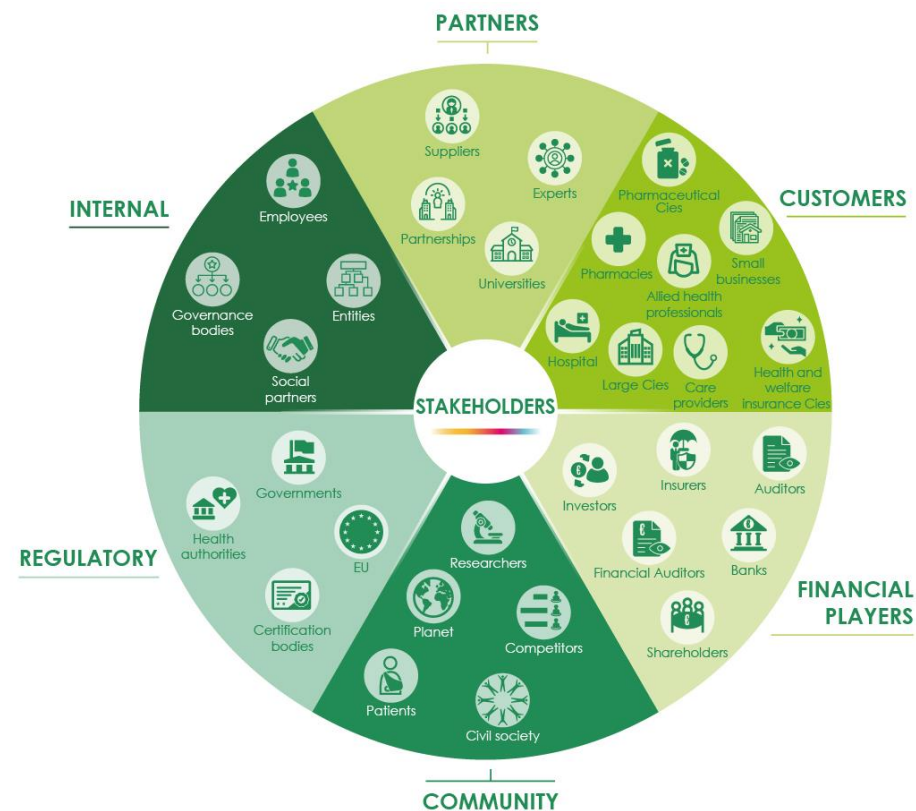 PARTNERS
Suppliers
Experts
Partnerships
Universities
CUSTOMERS
Pharmaceutical
Cies
Pharmacies
Small
businesses
Allied health
professionals
Hospital
Large Cies
Care
providers
Health and
welfare
insurance Cies
INTERNAL
Employees
Governance
bodies
Entities
Social
partners
STAKEHOLDERS
REGULATORY
Governments
Health
authorities
EU
Certification
bodies
COMMUNITY
Researchers
Planet
Competitors
Patients
Civil society
FINANCIAL
PLAYERS
Investors
Insurers
Auditors
Financial Auditors
Banks
Shareholders